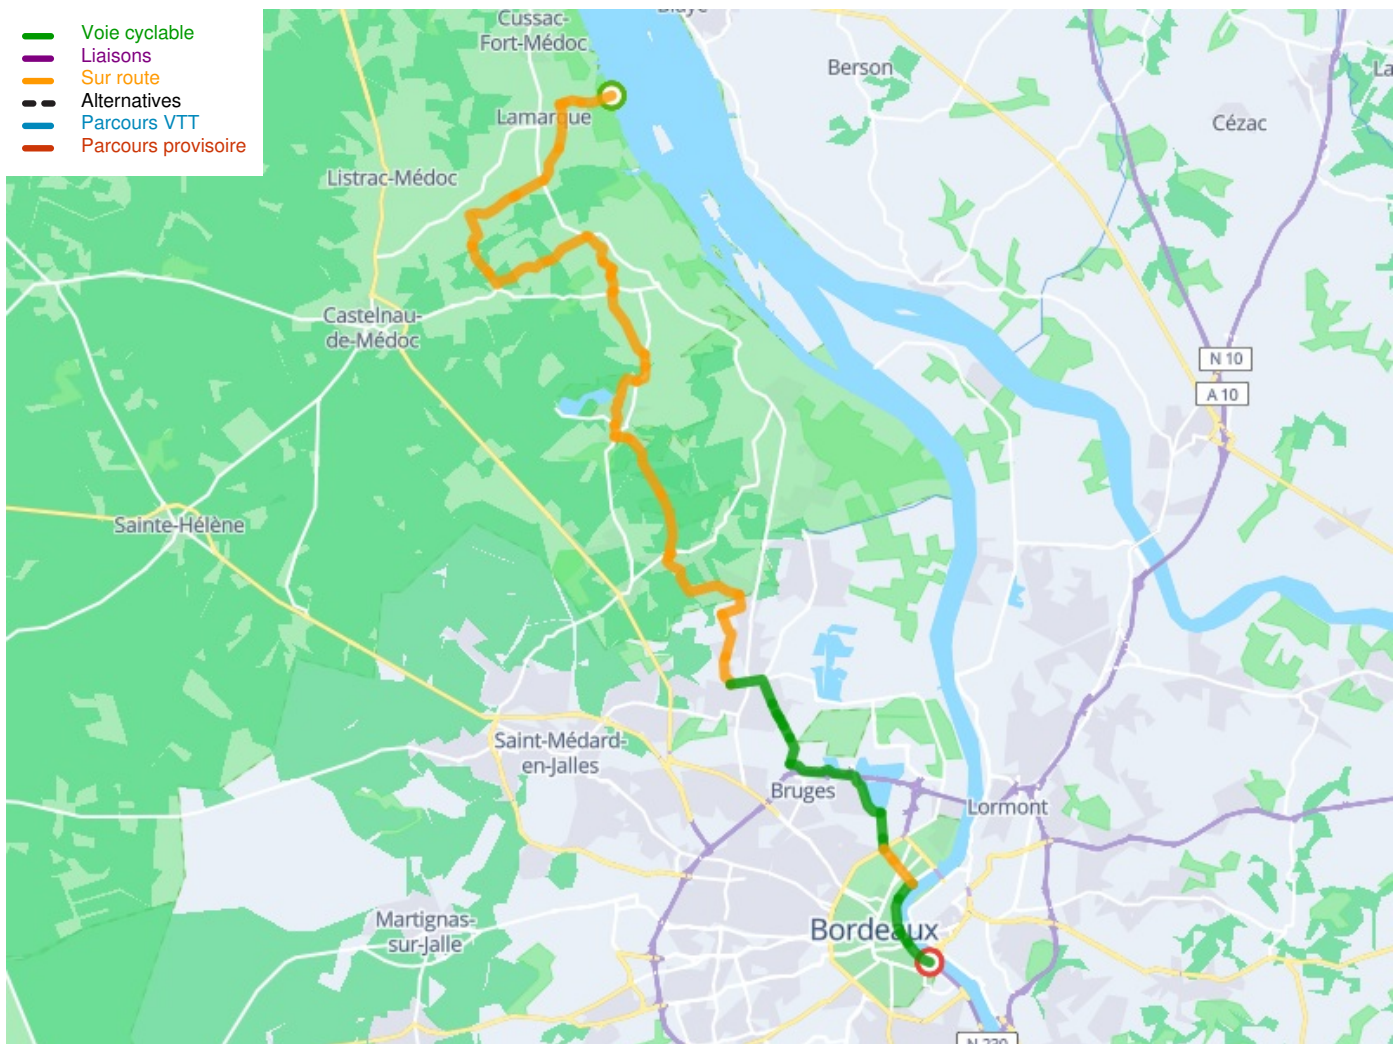 Voie cyclable
Liaisons
Sur route
Alternatives
Parcours VTT
Parcours provisoire
Cussac-
Fort-Médoc
Berson
Lamarque
Cézac
Listrac-Médoc
Castelnau-
de-Médoc
N 10
A 10
Sainte-Hélène
Saint-Médard-
en-Jalles
Bruges
Lormont
Martignas-
sur-Jalle
Bordeaux